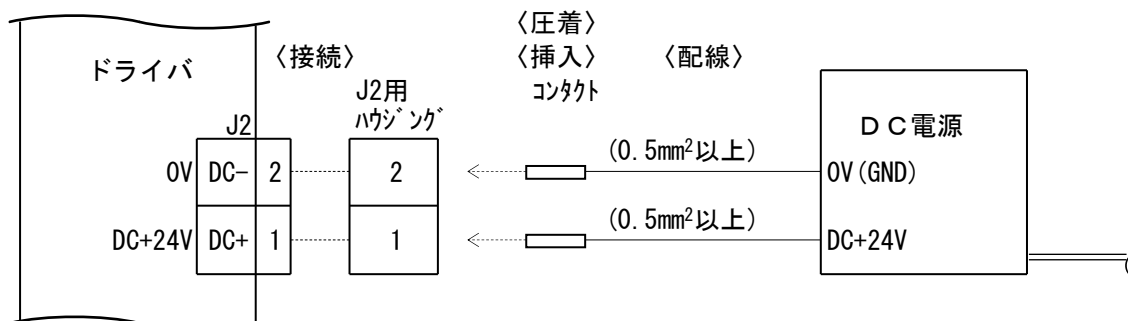 〈圧着〉
〈接続〉
〈挿入〉
〈配線〉
ドライバ
J2用
ﾊｳｼﾞﾝｸﾞ
ｺﾝﾀｸﾄ
J2
DC電源
0V
DC-
2
2
(0.5mm²以上)
0V(GND)
DC+24V
DC+
1
1
(0.5mm²以上)
DC+24V